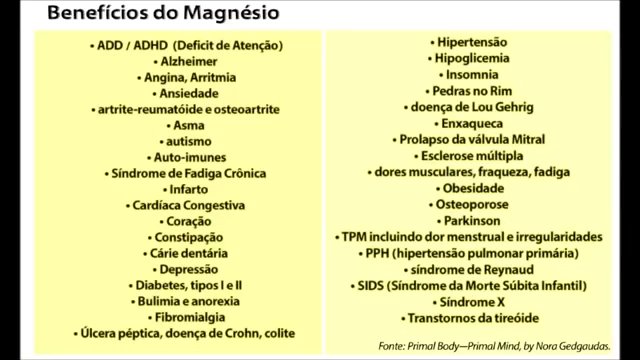 Benefícios do Magnésio
• ADD / ADHD (Deficit de Atenção)
• Alzheimer
• Angina, Arritmia
• Ansiedade
• artrite-reumatóide e osteoartrite
• Asma
• autismo
• Auto-imunes
• Síndrome de Fadiga Crônica
• Infarto
• Cardíaca Congestiva
• Coração
• Constipação
• Cárie dentária
• Depressão
• Diabetes, tipos I e II
• Bulimia e anorexia
• Fibromialgia
• Úlcera péptica, doença de Crohn, colite
• Hipertensão
• Hipoglicemia
• Insomnia
• Pedras no Rim
• doença de Lou Gehrig
• Enxaqueca
• Prolapso da válvula Mitral
• Esclerose múltipla
• dores musculares, fraqueza, fadiga
• Obesidade
• Osteoporose
• Parkinson
• TPM incluindo dor menstrual e irregularidades
• PPH (hipertensão pulmonar primária)
• síndrome de Reynaud
• SIDS (Síndrome da Morte Súbita Infantil)
• Síndrome X
• Transtornos da tireóide
Fonte: Primal Body—Primal Mind, by Nora Gedgaudas.